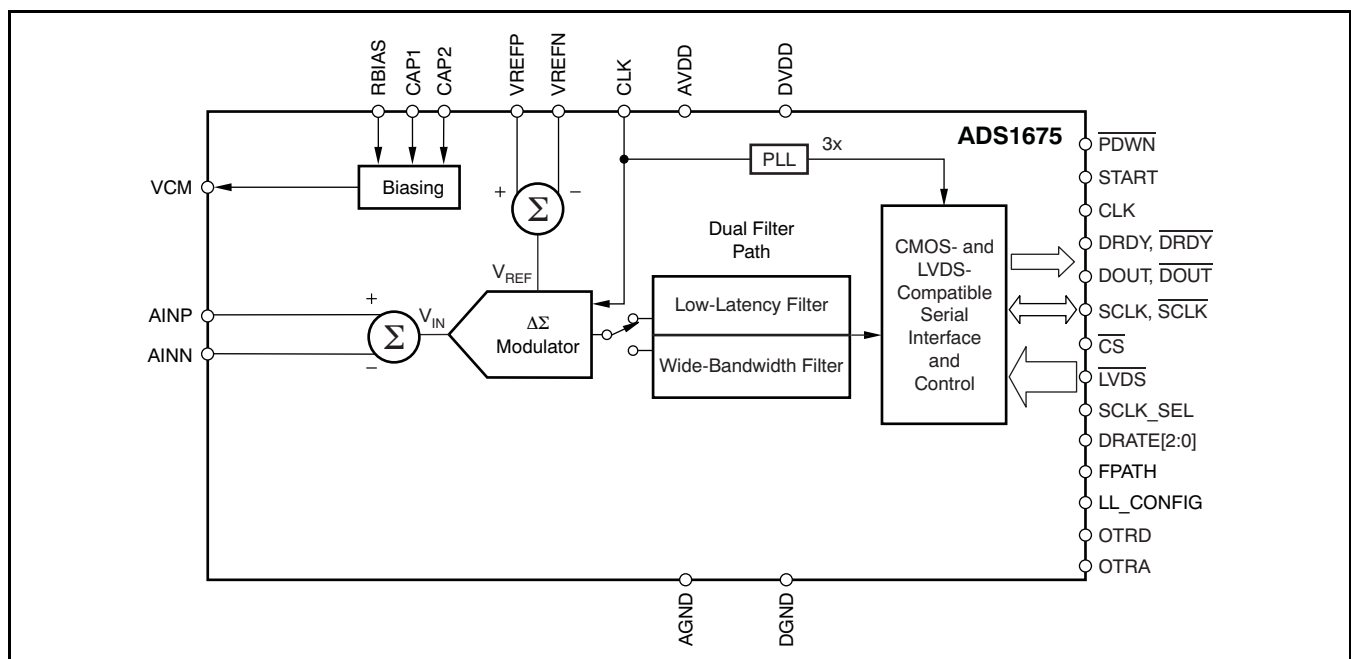 RBIAS
CAP1
CAP2
VREFP
VREFN
CLK
AVDD
DVDD
ADS1675
PLL
3x
Biasing
VCM
+
−
Σ
VREF
Dual Filter
Path
CMOS- and
LVDS-
Compatible
Serial
Interface
and
Control
AINP
AINN
+
−
Σ
VIN
ΔΣ
Modulator
Low-Latency Filter
Wide-Bandwidth Filter
PDWN
START
CLK
DRDY, DRDY
DOUT, DOUT
SCLK, SCLK
CS
LVDS
SCLK_SEL
DRATE[2:0]
FPATH
LL_CONFIG
OTRD
OTRA
AGND
DGND